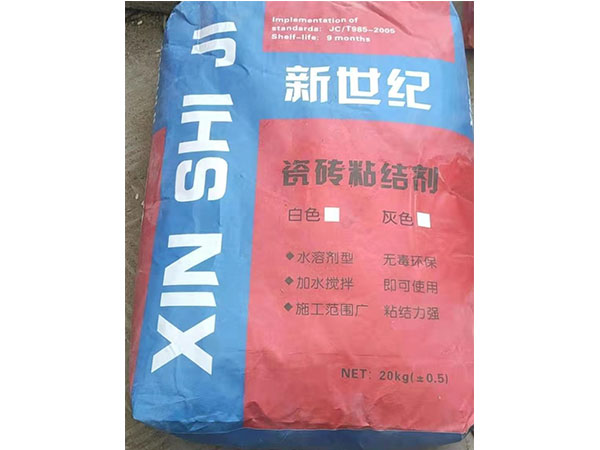 Implementation of
standards: JC/T985-2005
Shelf-life: 9 months
XIN SHI JI
新世纪
瓷砖粘结剂
白色 灰色
◆水溶剂型 无毒环保
◆加水搅拌 即可使用
◆施工范围广 粘结力强
NET: 20kg(±0.5)